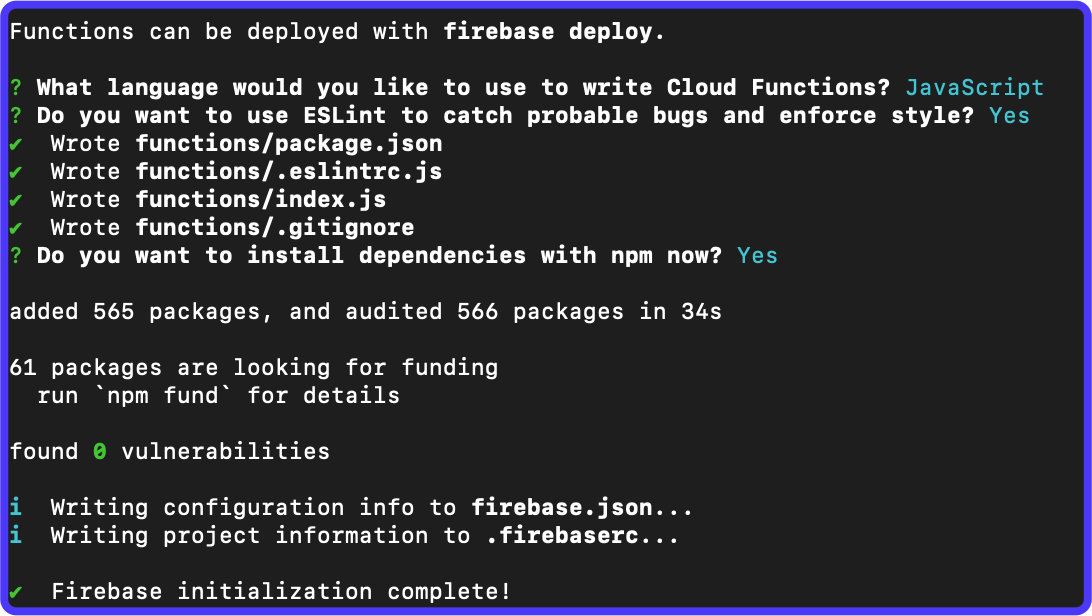 Functions can be deployed with firebase deploy.
? What language would you like to use to write Cloud Functions? JavaScript
? Do you want to use ESLint to catch probable bugs and enforce style? Yes
✔  Wrote functions/package.json
✔  Wrote functions/.eslintrc.js
✔  Wrote functions/index.js
✔  Wrote functions/.gitignore
? Do you want to install dependencies with npm now? Yes
added 565 packages, and audited 566 packages in 34s
61 packages are looking for funding
  run `npm fund` for details
found 0 vulnerabilities
i  Writing configuration info to firebase.json...
i  Writing project information to .firebaserc...
✔  Firebase initialization complete!